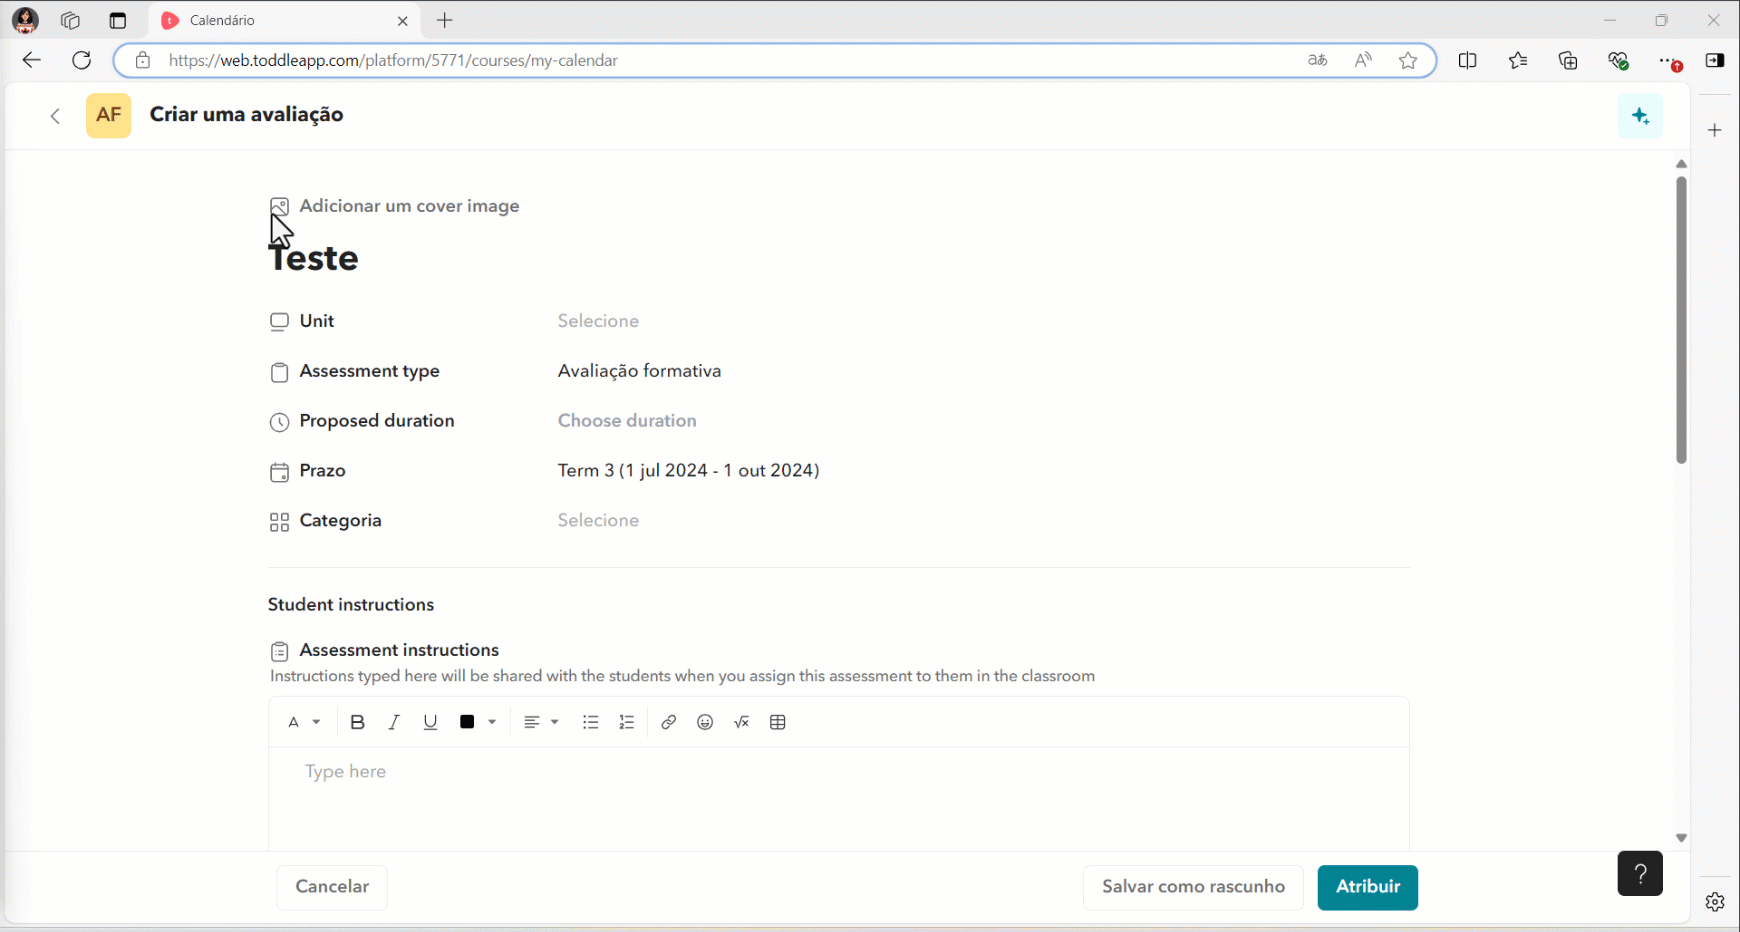 Calendário
https://web.toddleapp.com/platform/5771/courses/my-calendar
aあ
A
AF
Criar uma avaliação
Adicionar um cover image
Teste
Unit Selecione
Assessment type Avaliação formativa
Proposed duration Choose duration
Prazo Term 3 (1 jul 2024 - 1 out 2024)
Categoria Selecione
Student instructions
Assessment instructions
Instructions typed here will be shared with the students when you assign this assessment to them in the classroom
A B I U √x
Type here
Cancelar Salvar como rascunho Atribuir ?